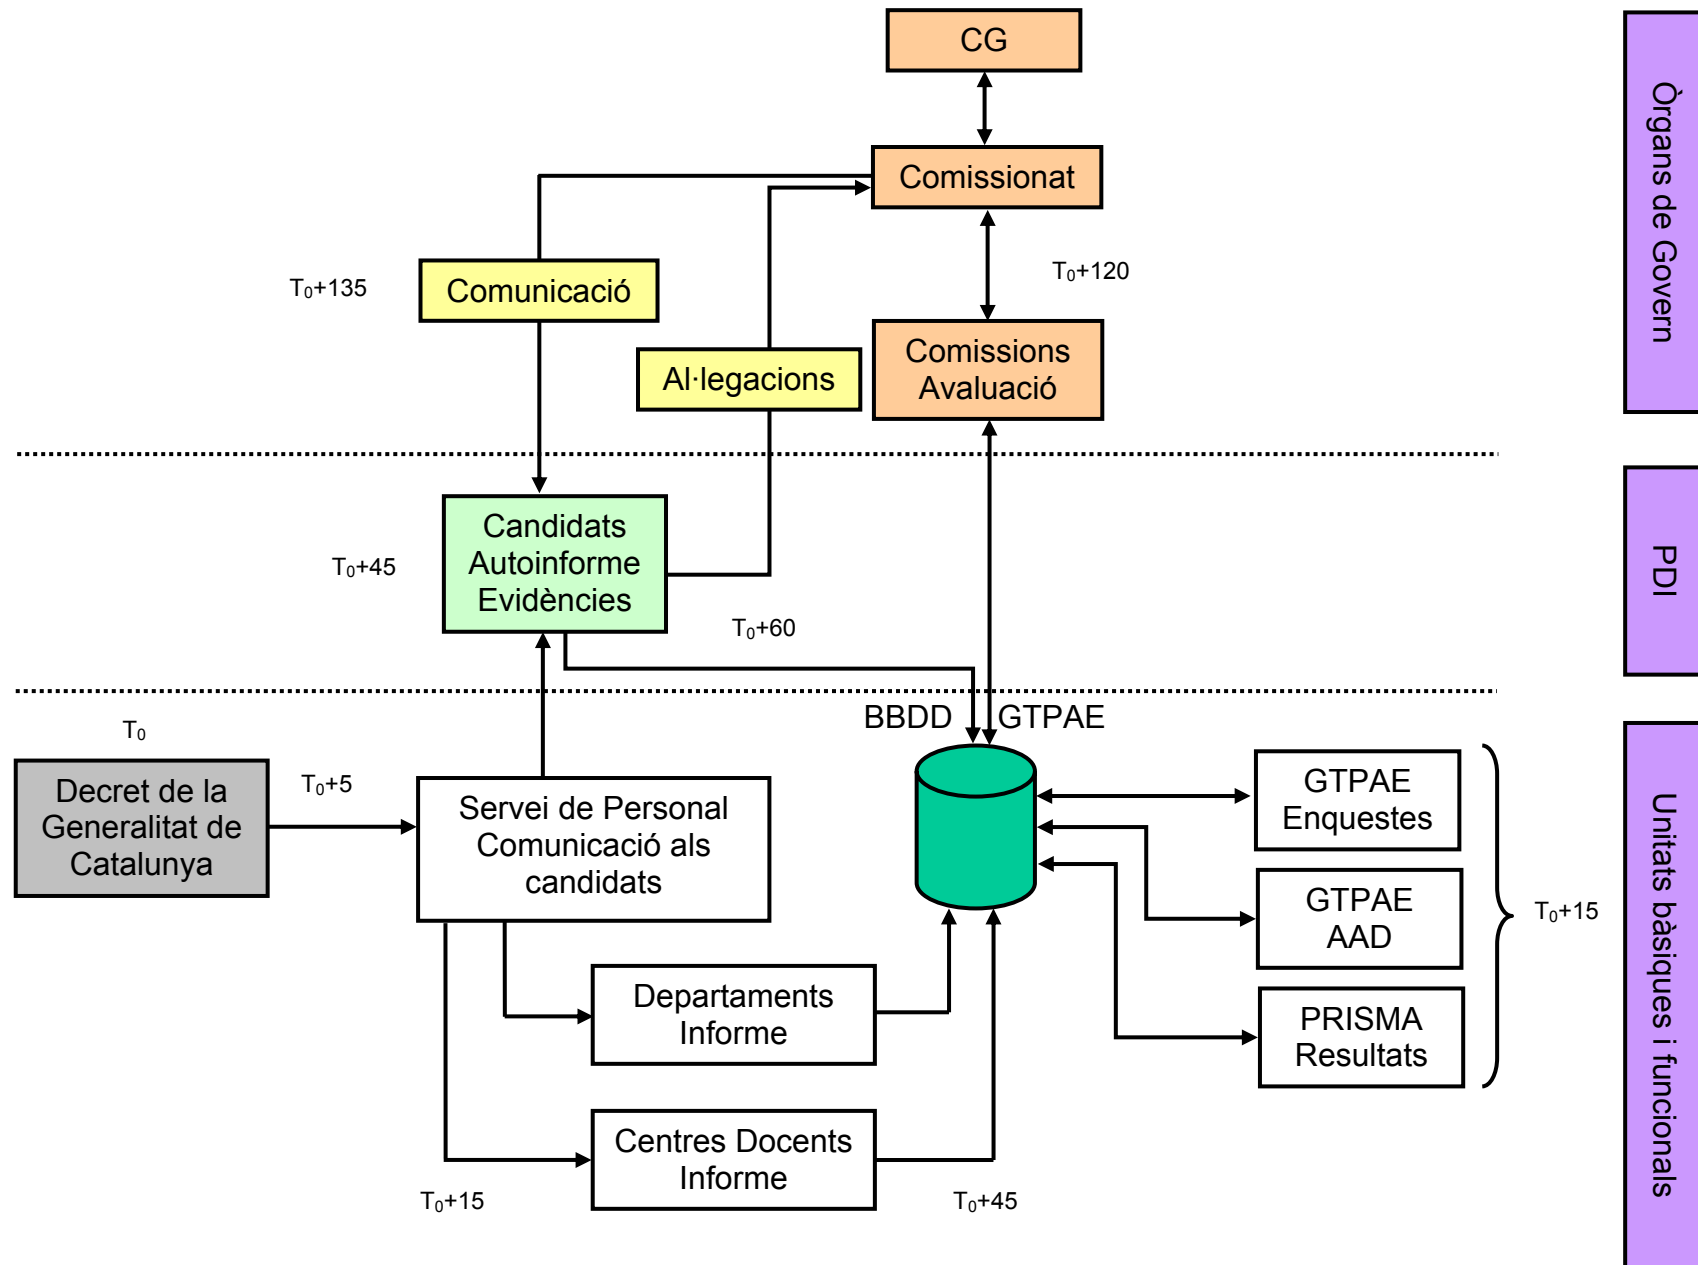 CG
Comissionat
Òrgans de Govern
T₀+135
Comunicació
T₀+120
Al·legacions
Comissions
Avaluació
Candidats
Autoinforme
Evidències
T₀+45
T₀+60
PDI
BBDD
GTPAE
T₀
Decret de la
Generalitat de
Catalunya
T₀+5
Servei de Personal
Comunicació als
candidats
GTPAE
Enquestes
GTPAE
AAD
PRISMA
Resultats
T₀+15
Departaments
Informe
Centres Docents
Informe
T₀+15
T₀+45
Unitats bàsiques i funcionals